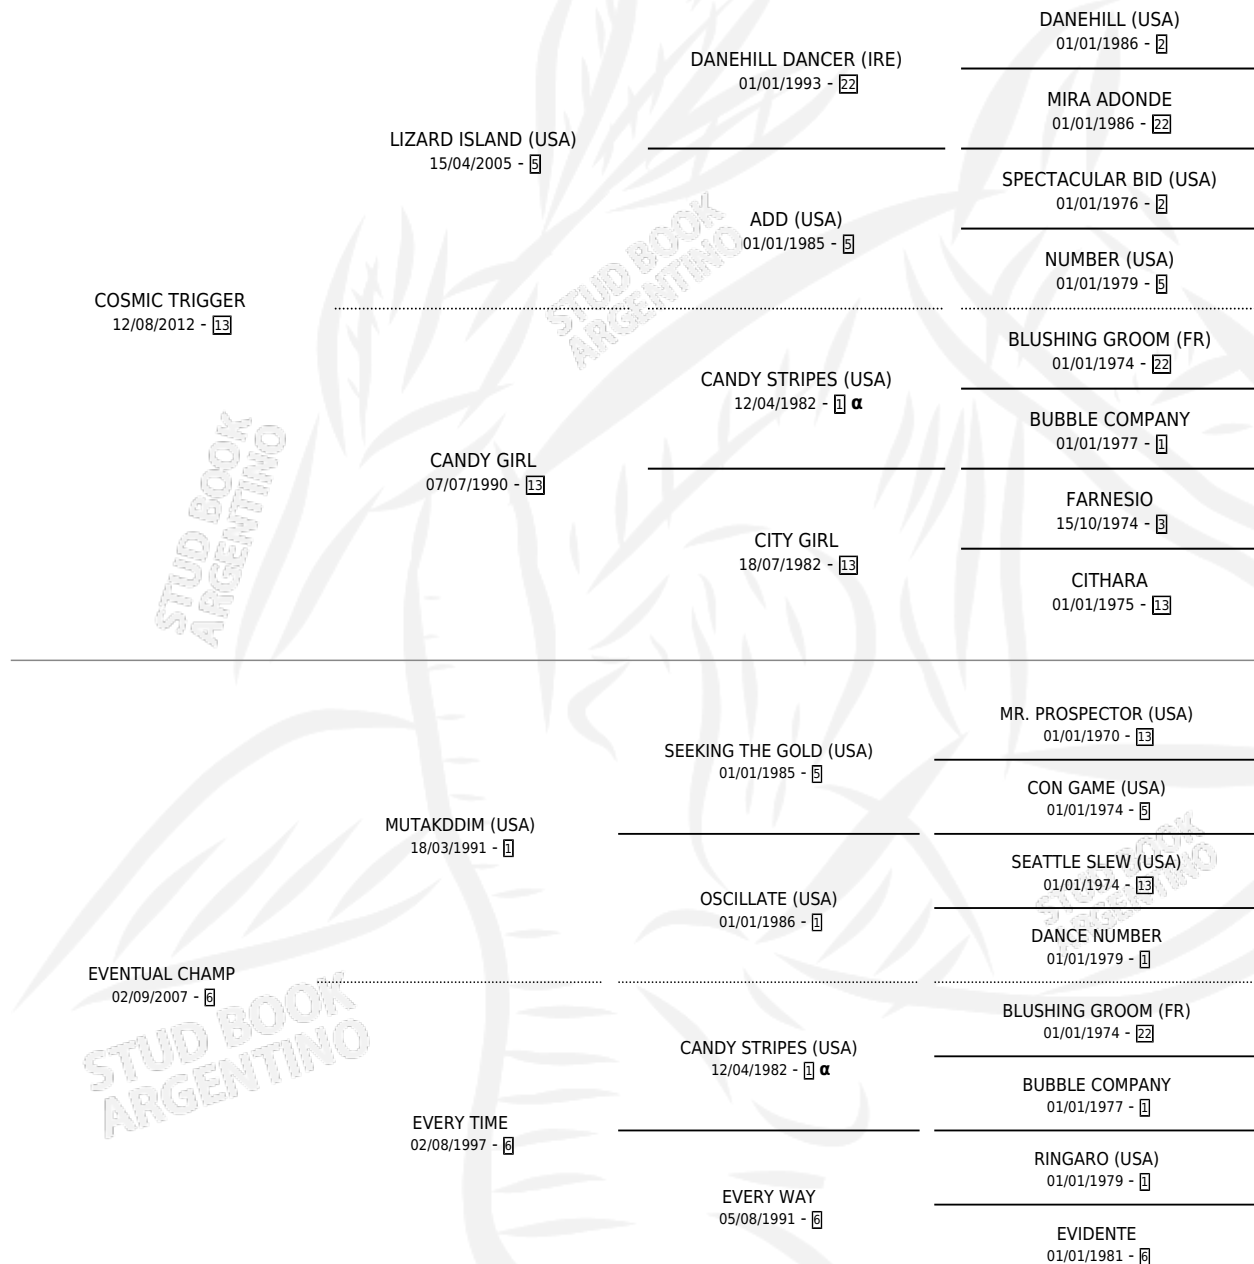 DANEHILL (USA)
01/01/1986 - 2
DANEHILL DANCER (IRE)
01/01/1993 - 22
MIRA ADONDE
01/01/1986 - 22
LIZARD ISLAND (USA)
15/04/2005 - 5
SPECTACULAR BID (USA)
01/01/1976 - 2
ADD (USA)
01/01/1985 - 5
NUMBER (USA)
01/01/1979 - 5
COSMIC TRIGGER
12/08/2012 - 13
BLUSHING GROOM (FR)
01/01/1974 - 22
CANDY STRIPES (USA)
12/04/1982 - 1 α
BUBBLE COMPANY
01/01/1977 - 1
CANDY GIRL
07/07/1990 - 13
FARNESIO
15/10/1974 - 3
CITY GIRL
18/07/1982 - 13
CITHARA
01/01/1975 - 13
STUD BOOK
ARGENTINO
STUD BOOK
ARGENTINO
MR. PROSPECTOR (USA)
01/01/1970 - 13
SEEKING THE GOLD (USA)
01/01/1985 - 5
CON GAME (USA)
01/01/1974 - 5
MUTAKDDIM (USA)
18/03/1991 - 1
SEATTLE SLEW (USA)
01/01/1974 - 13
OSCILLATE (USA)
01/01/1986 - 1
DANCE NUMBER
01/01/1979 - 1
EVENTUAL CHAMP
02/09/2007 - 6
BLUSHING GROOM (FR)
01/01/1974 - 22
CANDY STRIPES (USA)
12/04/1982 - 1 α
BUBBLE COMPANY
01/01/1977 - 1
EVERY TIME
02/08/1997 - 6
RINGARO (USA)
01/01/1979 - 1
EVERY WAY
05/08/1991 - 6
EVIDENTE
01/01/1981 - 6
STUD BOOK
ARGENTINO
STUD BOOK
ARGENTINO